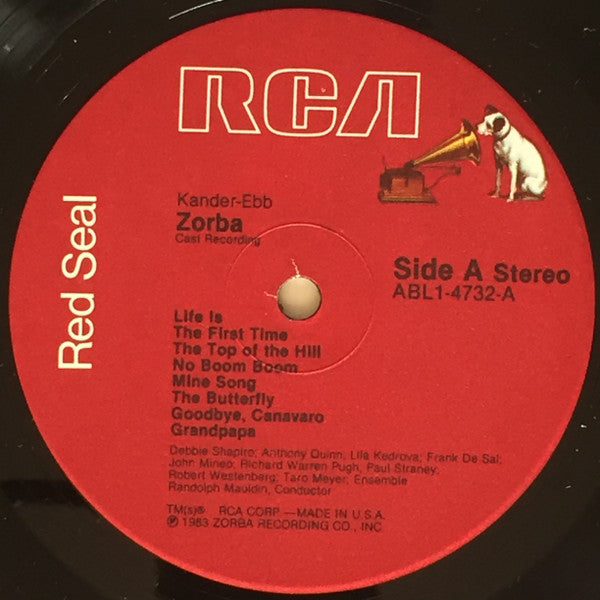 RCA
Red Seal
Kander-Ebb
Zorba
Cast Recording
Side A Stereo
ABL1-4732-A
Life Is
The First Time
The Top of the Hill
No Boom Boom
Mine Song
The Butterfly
Goodbye, Canavaro
Grandpapa
Debbie Shapiro; Anthony Quinn, Lila Kedrova; Frank De Sal;
John Mineo; Richard Warren Pugh, Paul Straney;
Robert Westenberg; Taro Meyer; Ensemble
Randolph Mauldin, Conductor
TM(s)® RCA CORP.—MADE IN U.S.A.
℗ 1983 ZORBA RECORDING CO., INC